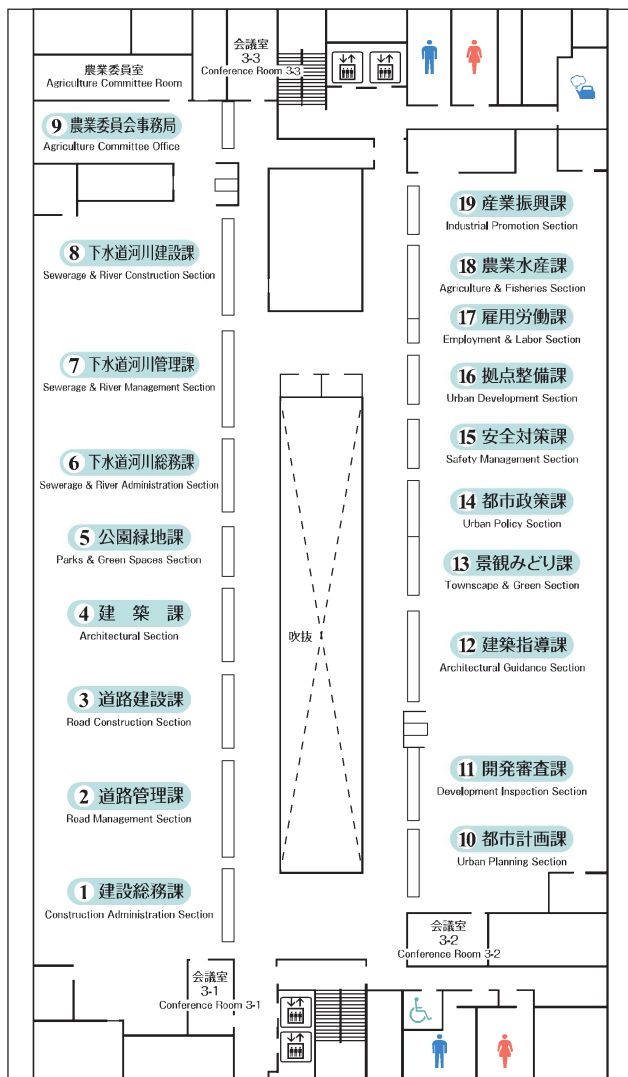 会議室
3-3
Conference Room 3-3
農業委員室
Agriculture Committee Room
9 農業委員会事務局
Agriculture Committee Office
8 下水道河川建設課
Sewerage & River Construction Section
7 下水道河川管理課
Sewerage & River Management Section
6 下水道河川総務課
Sewerage & River Administration Section
5 公園緑地課
Parks & Green Spaces Section
4 建築課
Architectural Section
3 道路建設課
Road Construction Section
2 道路管理課
Road Management Section
1 建設総務課
Construction Administration Section
会議室
3-1
Conference Room 3-1
吹抜
19 産業振興課
Industrial Promotion Section
18 農業水産課
Agriculture & Fisheries Section
17 雇用労働課
Employment & Labor Section
16 拠点整備課
Urban Development Section
15 安全対策課
Safety Management Section
14 都市政策課
Urban Policy Section
13 景観みどり課
Townscape & Green Section
12 建築指導課
Architectural Guidance Section
11 開発審査課
Development Inspection Section
10 都市計画課
Urban Planning Section
会議室
3-2
Conference Room 3-2